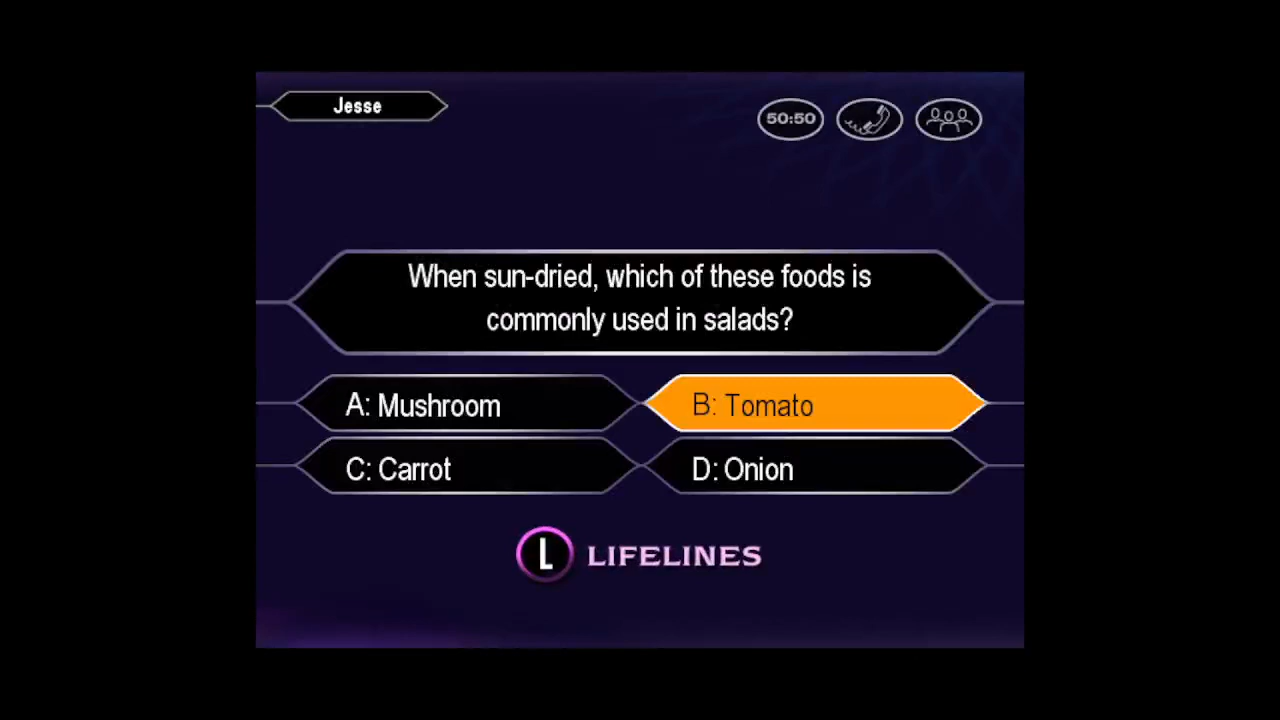 Jesse
50:50
When sun-dried, which of these foods is
commonly used in salads?
A: Mushroom
B: Tomato
C: Carrot
D: Onion
L LIFELINES